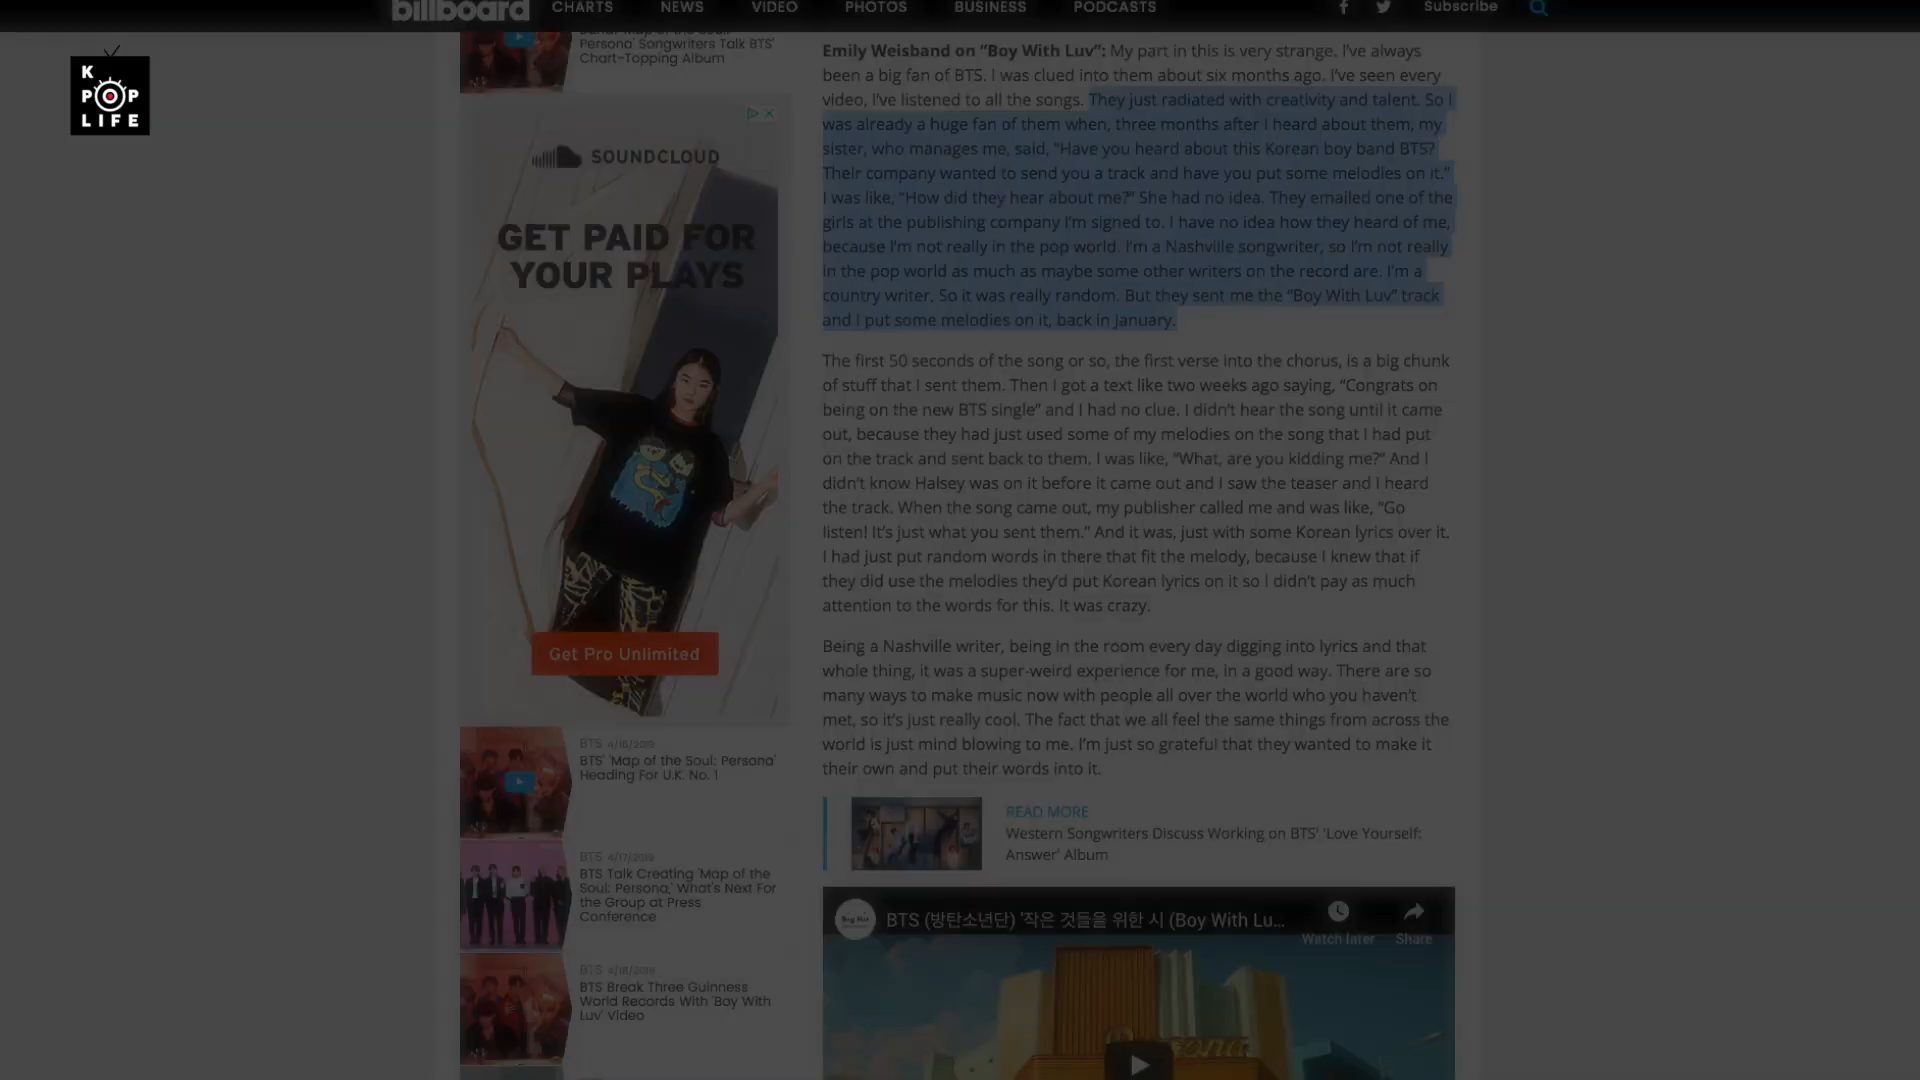 billboard CHARTS NEWS VIDEO PHOTOS BUSINESS PODCASTS Subscribe
K
POP
LIFE
Persona' Songwriters Talk BTS'
Chart-Topping Album
SOUNDCLOUD
GET PAID FOR
YOUR PLAYS
Get Pro Unlimited
BTS 4/16/2019
BTS' 'Map of the Soul: Persona'
Heading For U.K. No. 1
BTS 4/17/2019
BTS Talk Creating 'Map of the
Soul: Persona,' What's Next For
the Group at Press
Conference
BTS 4/18/2019
BTS Break Three Guinness
World Records With 'Boy With
Luv' Video
Emily Weisband on “Boy With Luv”: My part in this is very strange. I’ve always
been a big fan of BTS. I was clued into them about six months ago. I’ve seen every
video, I’ve listened to all the songs. They just radiated with creativity and talent. So I
was already a huge fan of them when, three months after I heard about them, my
sister, who manages me, said, “Have you heard about this Korean boy band BTS?
Their company wanted to send you a track and have you put some melodies on it.”
I was like, “How did they hear about me?” She had no idea. They emailed one of the
girls at the publishing company I’m signed to. I have no idea how they heard of me,
because I’m not really in the pop world. I’m a Nashville songwriter, so I’m not really
in the pop world as much as maybe some other writers on the record are. I’m a
country writer. So it was really random. But they sent me the “Boy With Luv” track
and I put some melodies on it, back in January.
The first 50 seconds of the song or so, the first verse into the chorus, is a big chunk
of stuff that I sent them. Then I got a text like two weeks ago saying, “Congrats on
being on the new BTS single” and I had no clue. I didn’t hear the song until it came
out, because they had just used some of my melodies on the song that I had put
on the track and sent back to them. I was like, “What, are you kidding me?” And I
didn’t know Halsey was on it before it came out and I saw the teaser and I heard
the track. When the song came out, my publisher called me and was like, “Go
listen! It’s just what you sent them.” And it was, just with some Korean lyrics over it.
I had just put random words in there that fit the melody, because I knew that if
they did use the melodies they’d put Korean lyrics on it so I didn’t pay as much
attention to the words for this. It was crazy.
Being a Nashville writer, being in the room every day digging into lyrics and that
whole thing, it was a super-weird experience for me, in a good way. There are so
many ways to make music now with people all over the world who you haven’t
met, so it’s just really cool. The fact that we all feel the same things from across the
world is just mind blowing to me. I’m just so grateful that they wanted to make it
their own and put their words into it.
READ MORE
Western Songwriters Discuss Working on BTS' 'Love Yourself:
Answer' Album
BTS (방탄소년단) '작은 것들을 위한 시 (Boy With Lu...
Watch later Share